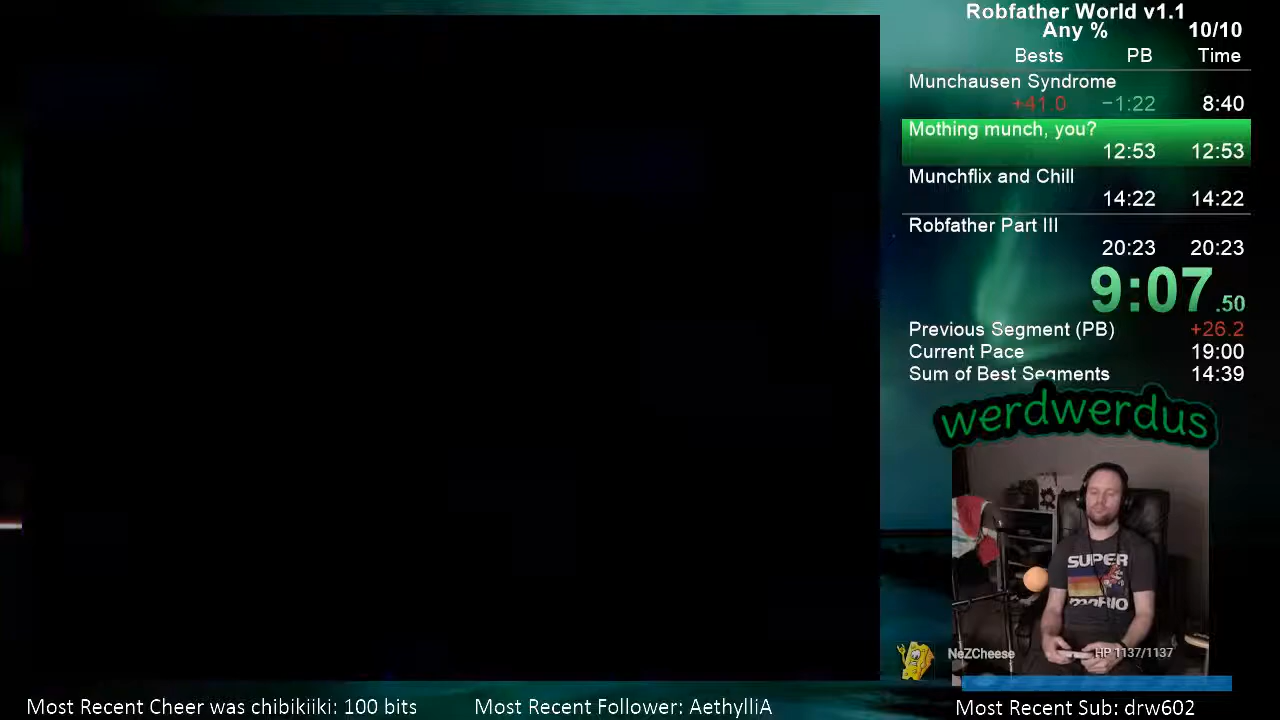 Robfather World v1.1
Any % 10/10
Bests PB Time
Munchausen Syndrome
+41.0 −1:22 8:40
Mothing munch, you?
12:53 12:53
Munchflix and Chill
14:22 14:22
Robfather Part III
20:23 20:23
9:07.50
Previous Segment (PB) +26.2
Current Pace 19:00
Sum of Best Segments 14:39
werdwerdus
SUPER
MARIO
NeZCheese HP 1137/1137
Most Recent Cheer was chibikiiki: 100 bits Most Recent Follower: AethylliA Most Recent Sub: drw602